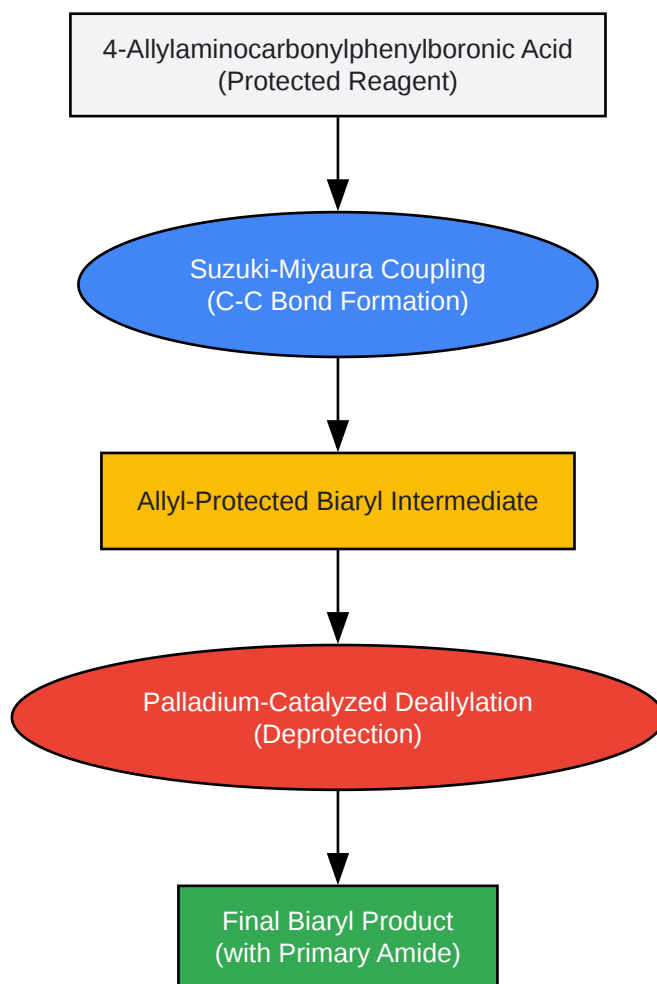 4-Allylaminocarbonylphenylboronic Acid
(Protected Reagent)
Suzuki-Miyaura Coupling
(C-C Bond Formation)
Allyl-Protected Biaryl Intermediate
Palladium-Catalyzed Deallylation
(Deprotection)
Final Biaryl Product
(with Primary Amide)